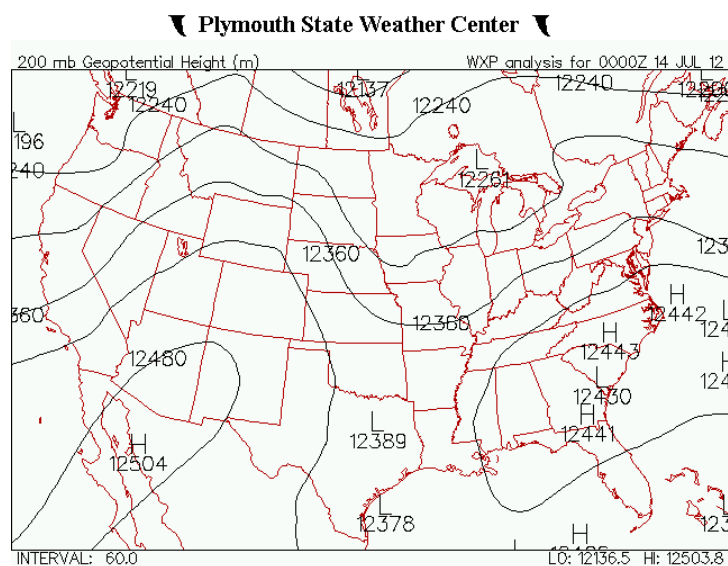 Plymouth State Weather Center
200 mb Geopotential Height (m) WXP analysis for 0000Z 14 JUL 12
L L
12219 12137 12240
12240 12240
L
196
L
240 12261
12360
H
360 12360 12442
H
12443
12480 L
12430
H
L 12441
H 12389
12504
L
12378
H
INTERVAL: 60.0 LO: 12136.5 HI: 12503.8